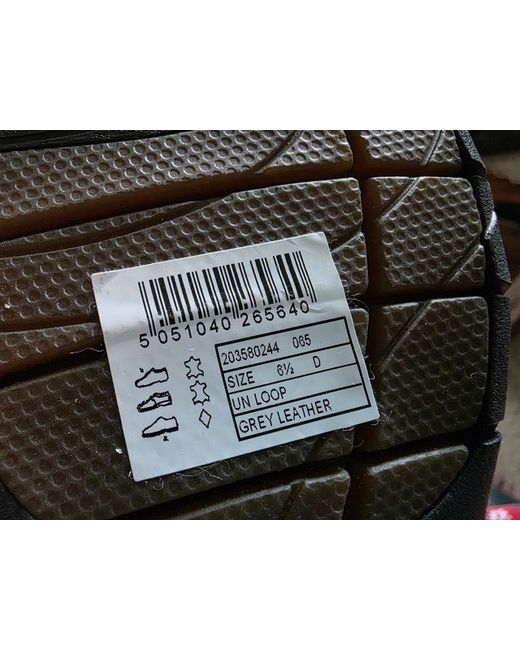 5 051040 265640
203580244 065
SIZE 6½ D
UN LOOP
GREY LEATHER